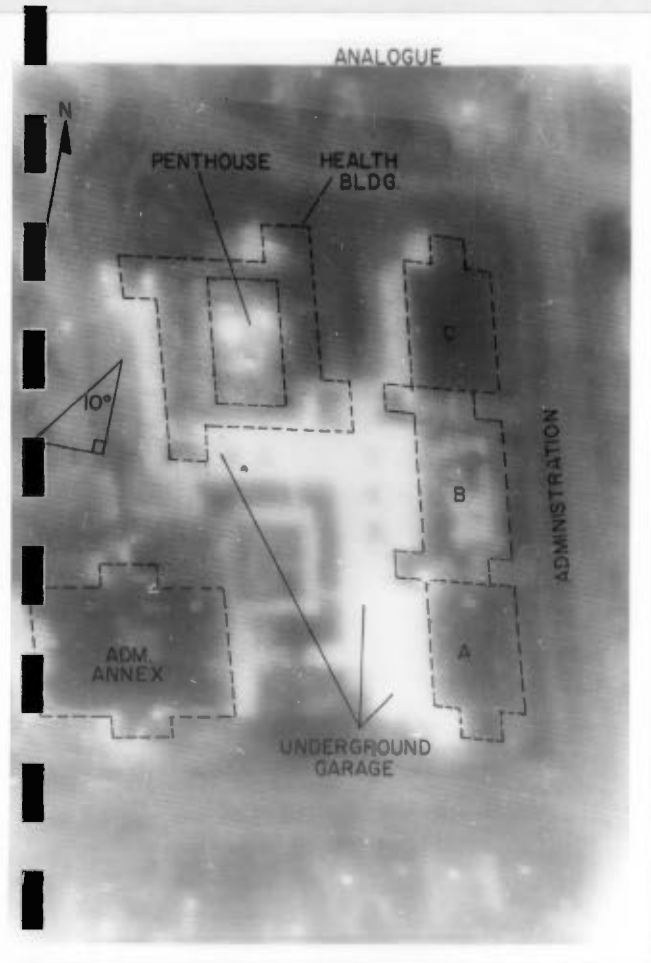 ANALOGUE
N
PENTHOUSE
HEALTH
BLDG.
C
10°
B
ADMINISTRATION
ADM.
ANNEX
A
UNDERGROUND
GARAGE